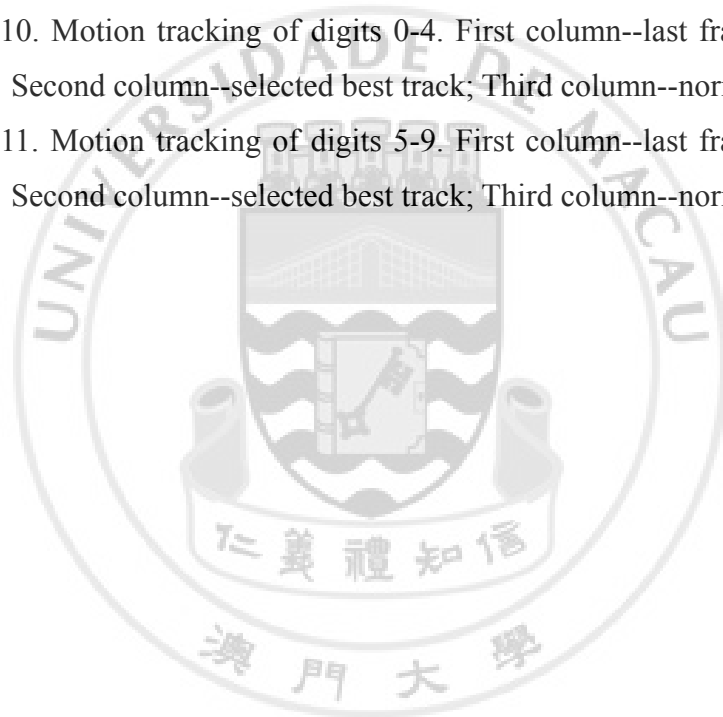 10. Motion tracking of digits 0-4. First column--last fra
Second column--selected best track; Third column--nor
11. Motion tracking of digits 5-9. First column--last fra
Second column--selected best track; Third column--nor
UNIVERSIDADE DE MACAU
仁義禮知信
澳門大學